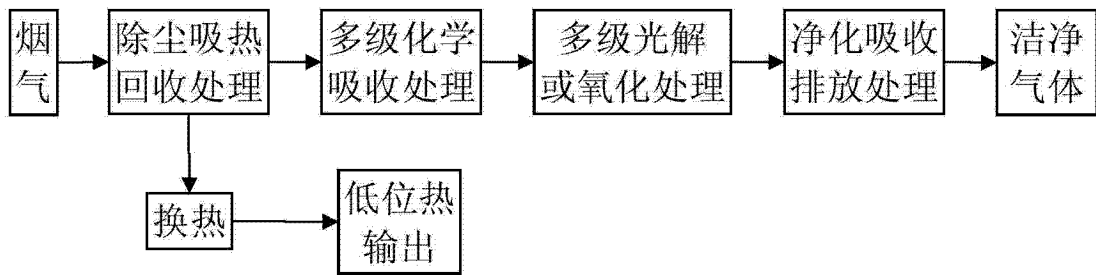 烟
气
除尘吸热
回收处理
多级化学
吸收处理
多级光解
或氧化处理
净化吸收
排放处理
洁净
气体
换热
低位热
输出